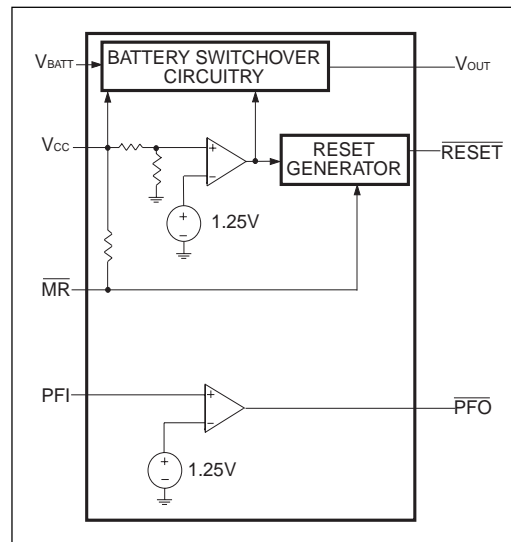 VBATT
BATTERY SWITCHOVER
CIRCUITRY
VOUT
VCC
+
−
RESET
GENERATOR
RESET
+
−
1.25V
MR
PFI
+
−
PFO
+
−
1.25V